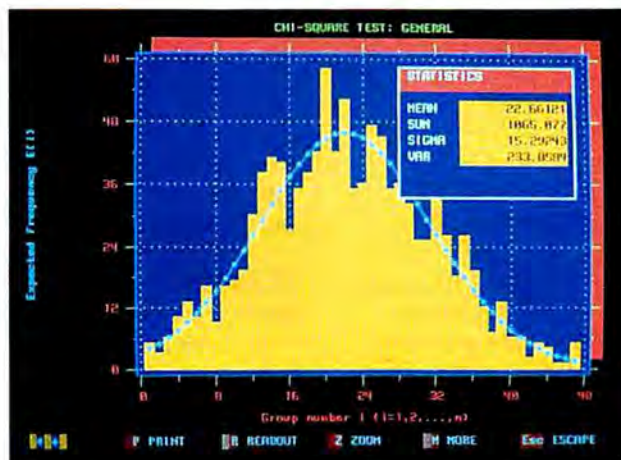 CHI-SQUARE TEST: GENERAL
STATISTICS
MEAN 22.66121
SUM 1065.077
SIGMA 15.29243
VAR 233.8584
Expected Frequency E(i)
60
48
36
24
12
0
0 8 16 24 32 40 48
Group number i (i=1,2,...,n)
P PRINT R READOUT Z ZOOM M MORE Esc ESCAPE